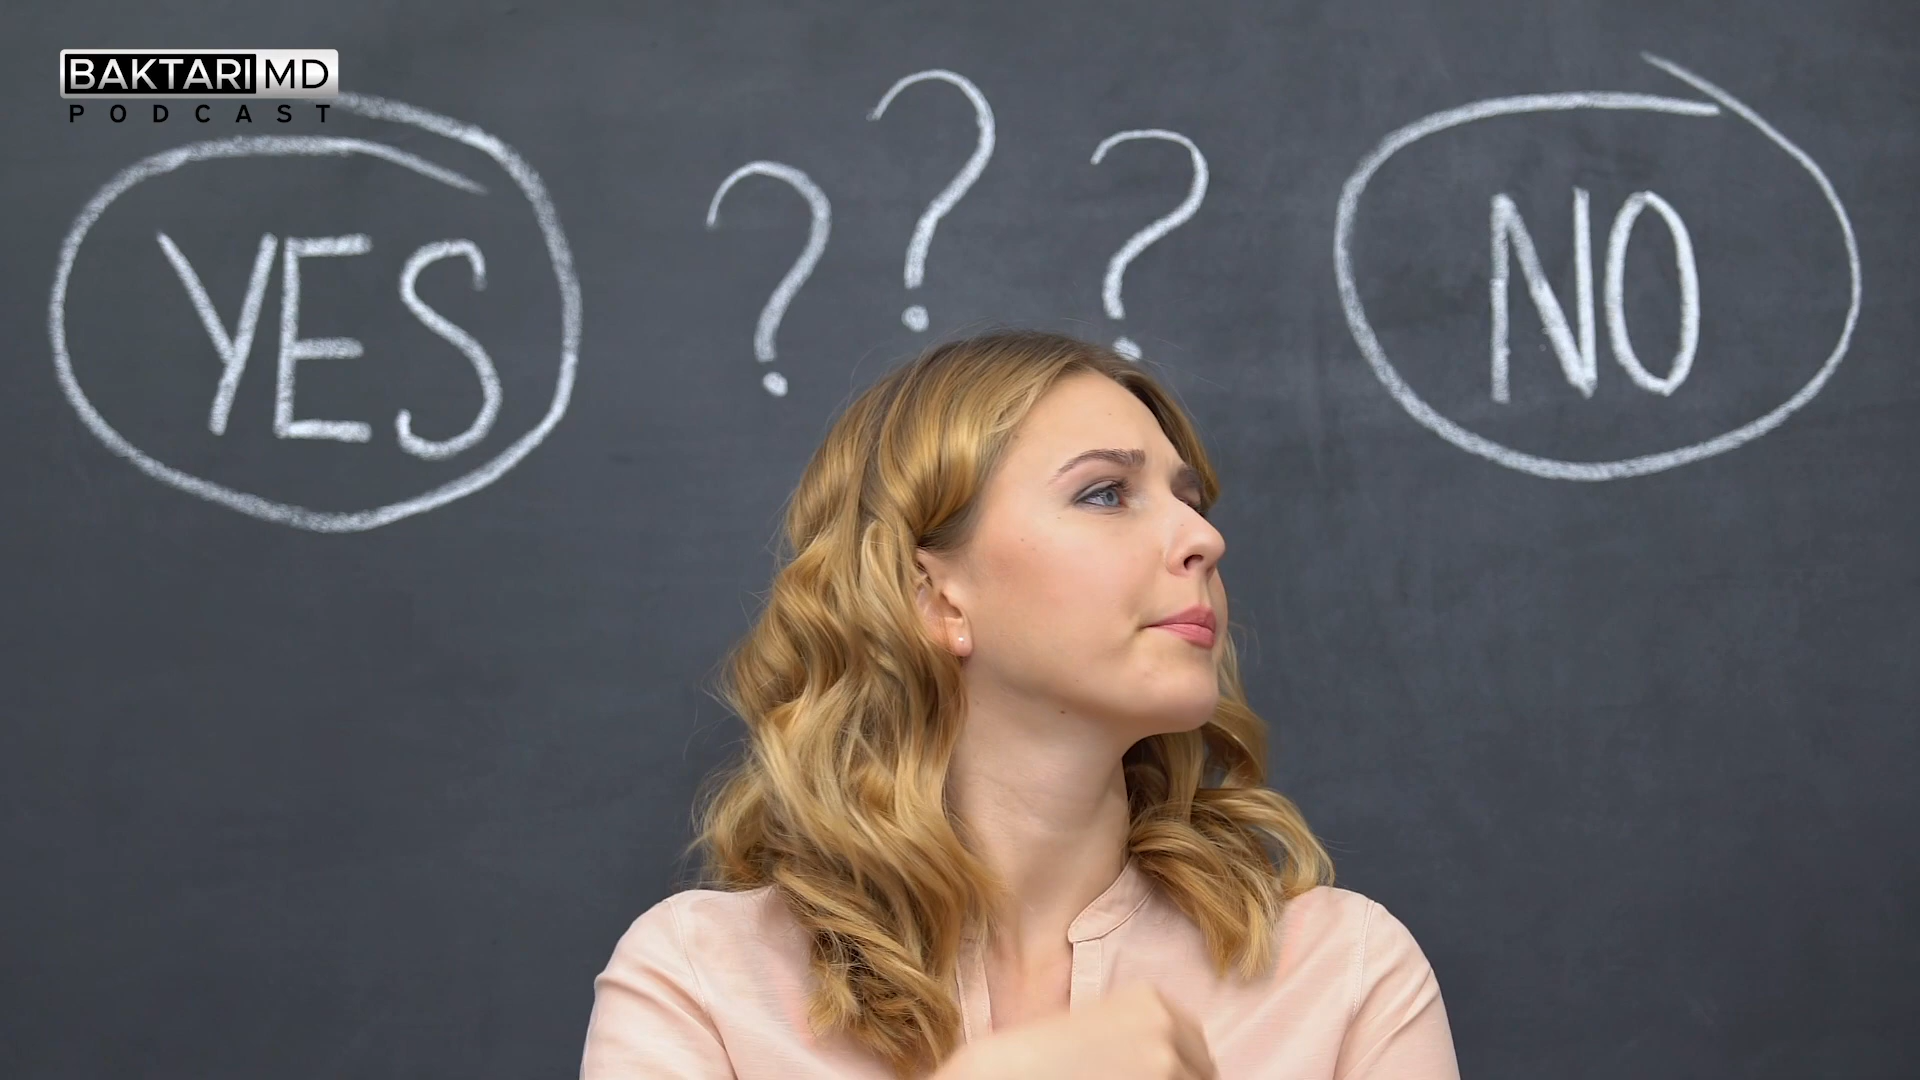 BAKTARI MD
PODCAST
YES
? ? ?
NO